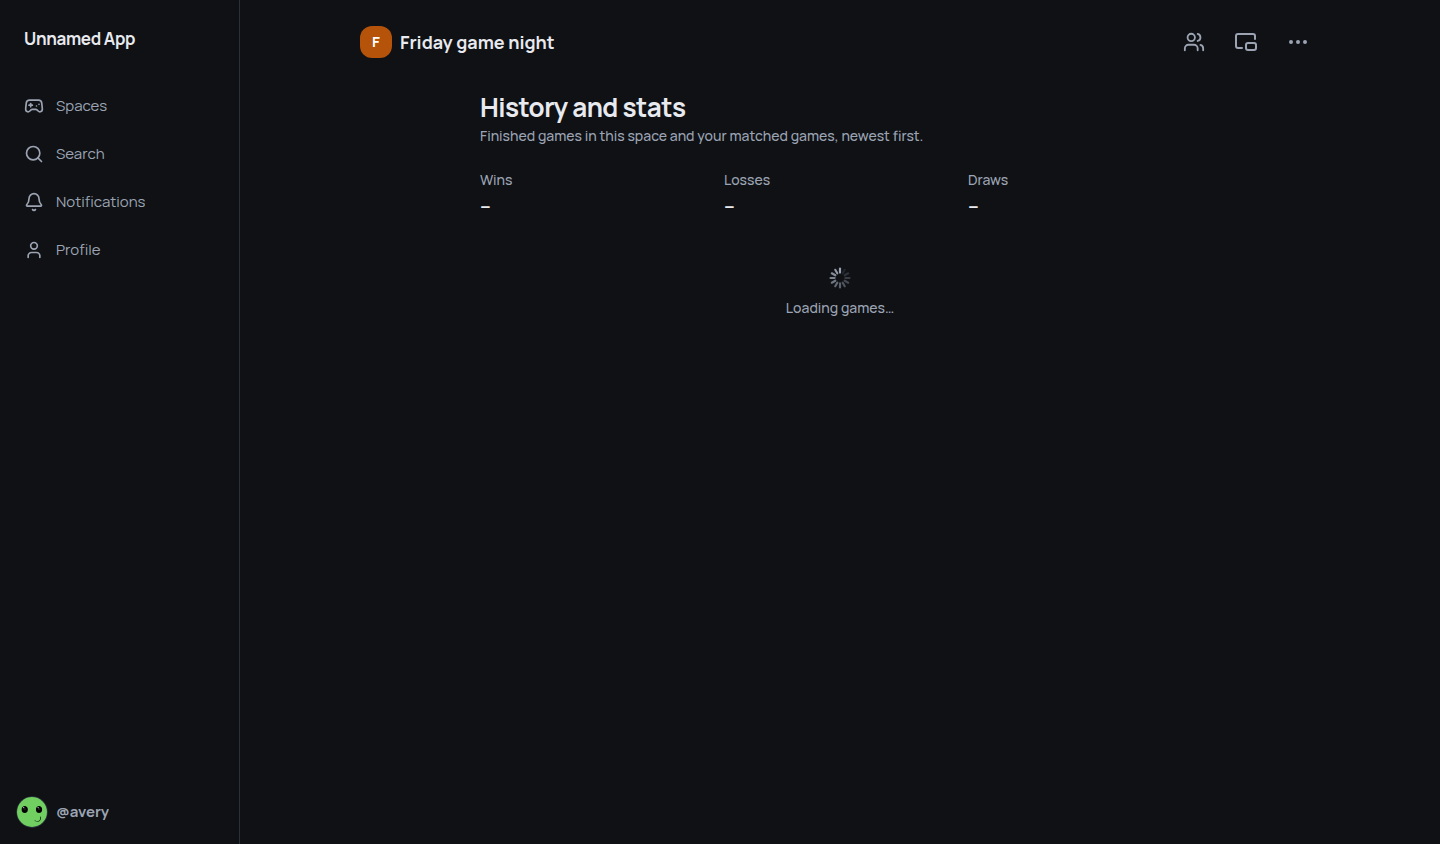 Unnamed App
Spaces
Search
Notifications
Profile
@avery
F
Friday game night
History and stats
Finished games in this space and your matched games, newest first.
Wins
Losses
Draws
–
–
–
Loading games…